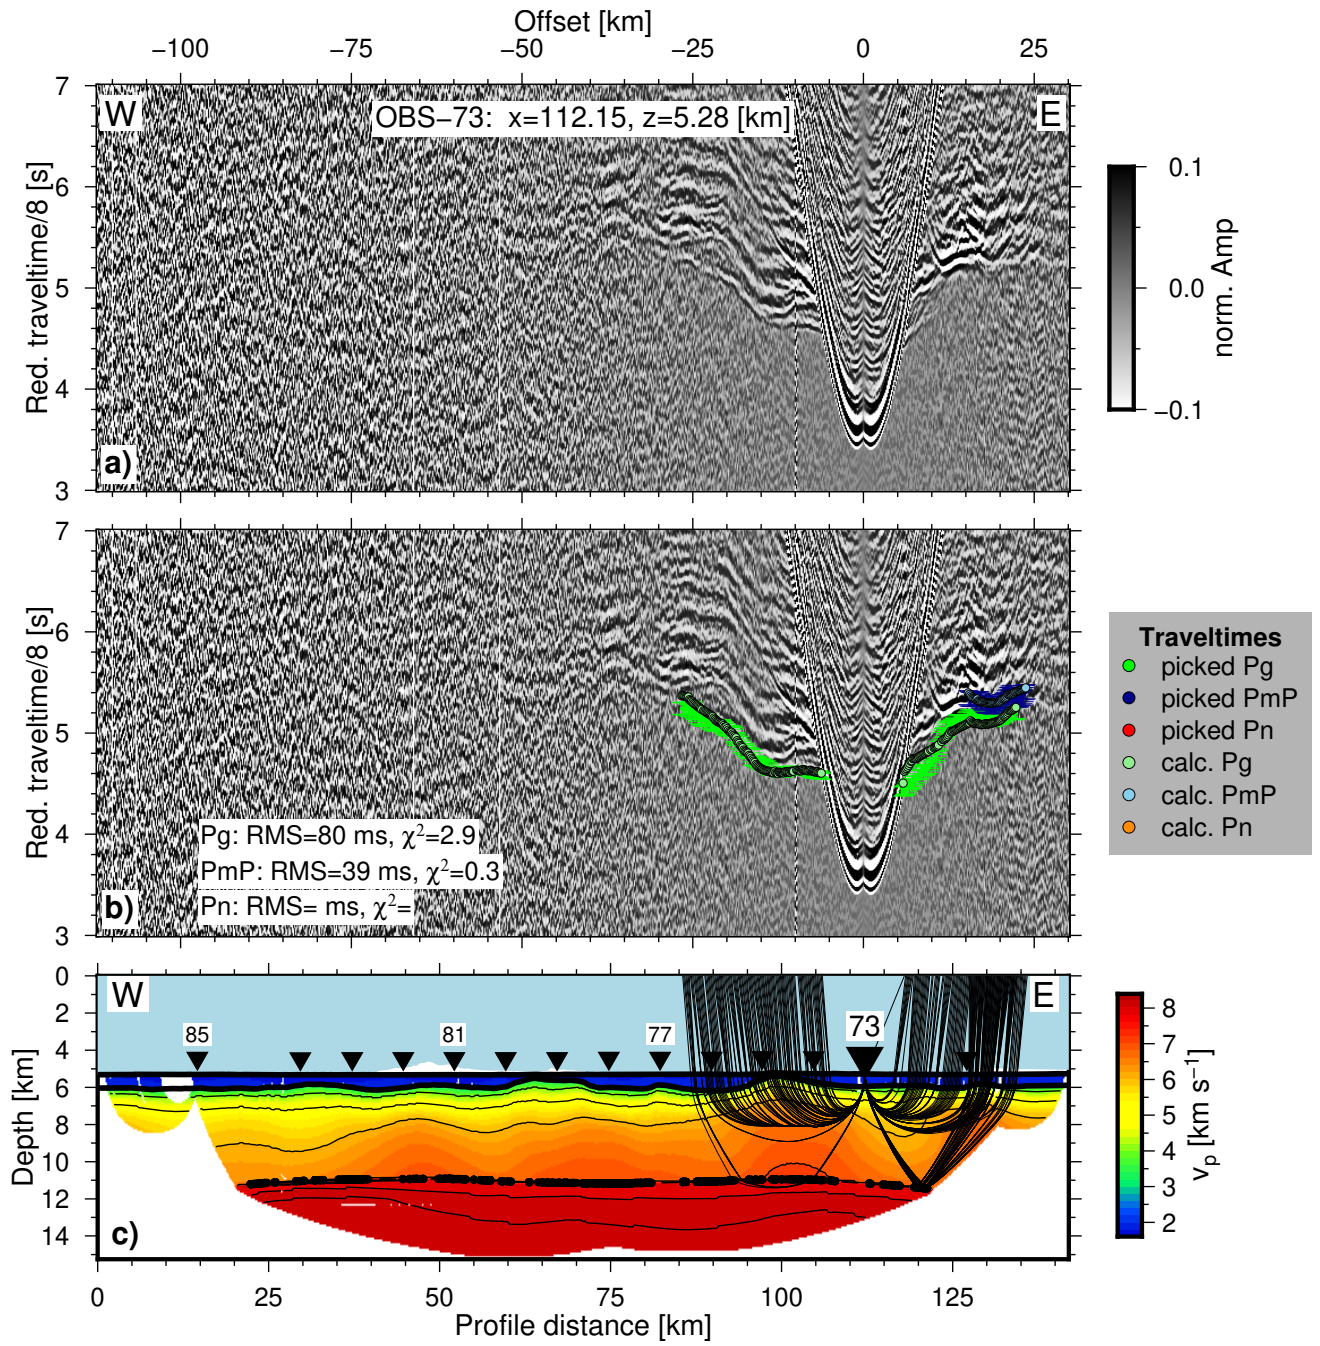 Offset [km]
−100 −75 −50 −25 0 25
7
6
5
4
3
Red. traveltime/8 [s]
W
OBS−73: x=112.15, z=5.28 [km]
E
a)
0.1
0.0
−0.1
norm. Amp
7
6
5
4
3
Red. traveltime/8 [s]
Pg: RMS=80 ms, χ²=2.9
PmP: RMS=39 ms, χ²=0.3
Pn: RMS= ms, χ²=
b)
Traveltimes
picked Pg
picked PmP
picked Pn
calc. Pg
calc. PmP
calc. Pn
0
2
4
6
8
10
12
14
Depth [km]
W
E
85 81 77 73
c)
8
7
6
5
4
3
2
vp [km s−1]
0 25 50 75 100 125
Profile distance [km]